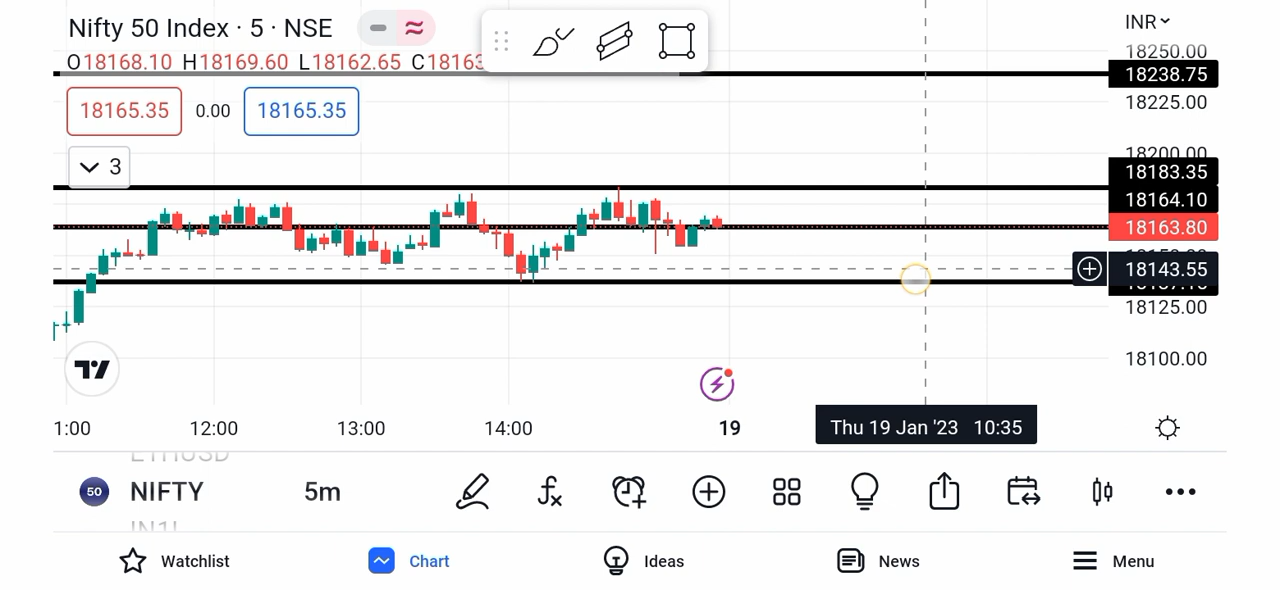 Nifty 50 Index · 5 · NSE
INR
O18168.10 H18169.60 L18162.65 C18163
18250.00
18238.75
18165.35 0.00 18165.35
18225.00
18200.00
3
18183.35
18164.10
18163.80
18143.55
18125.00
18100.00
1:00 12:00 13:00 14:00 19 Thu 19 Jan '23 10:35
ETHUSD
50 NIFTY 5m
Watchlist Chart Ideas News Menu